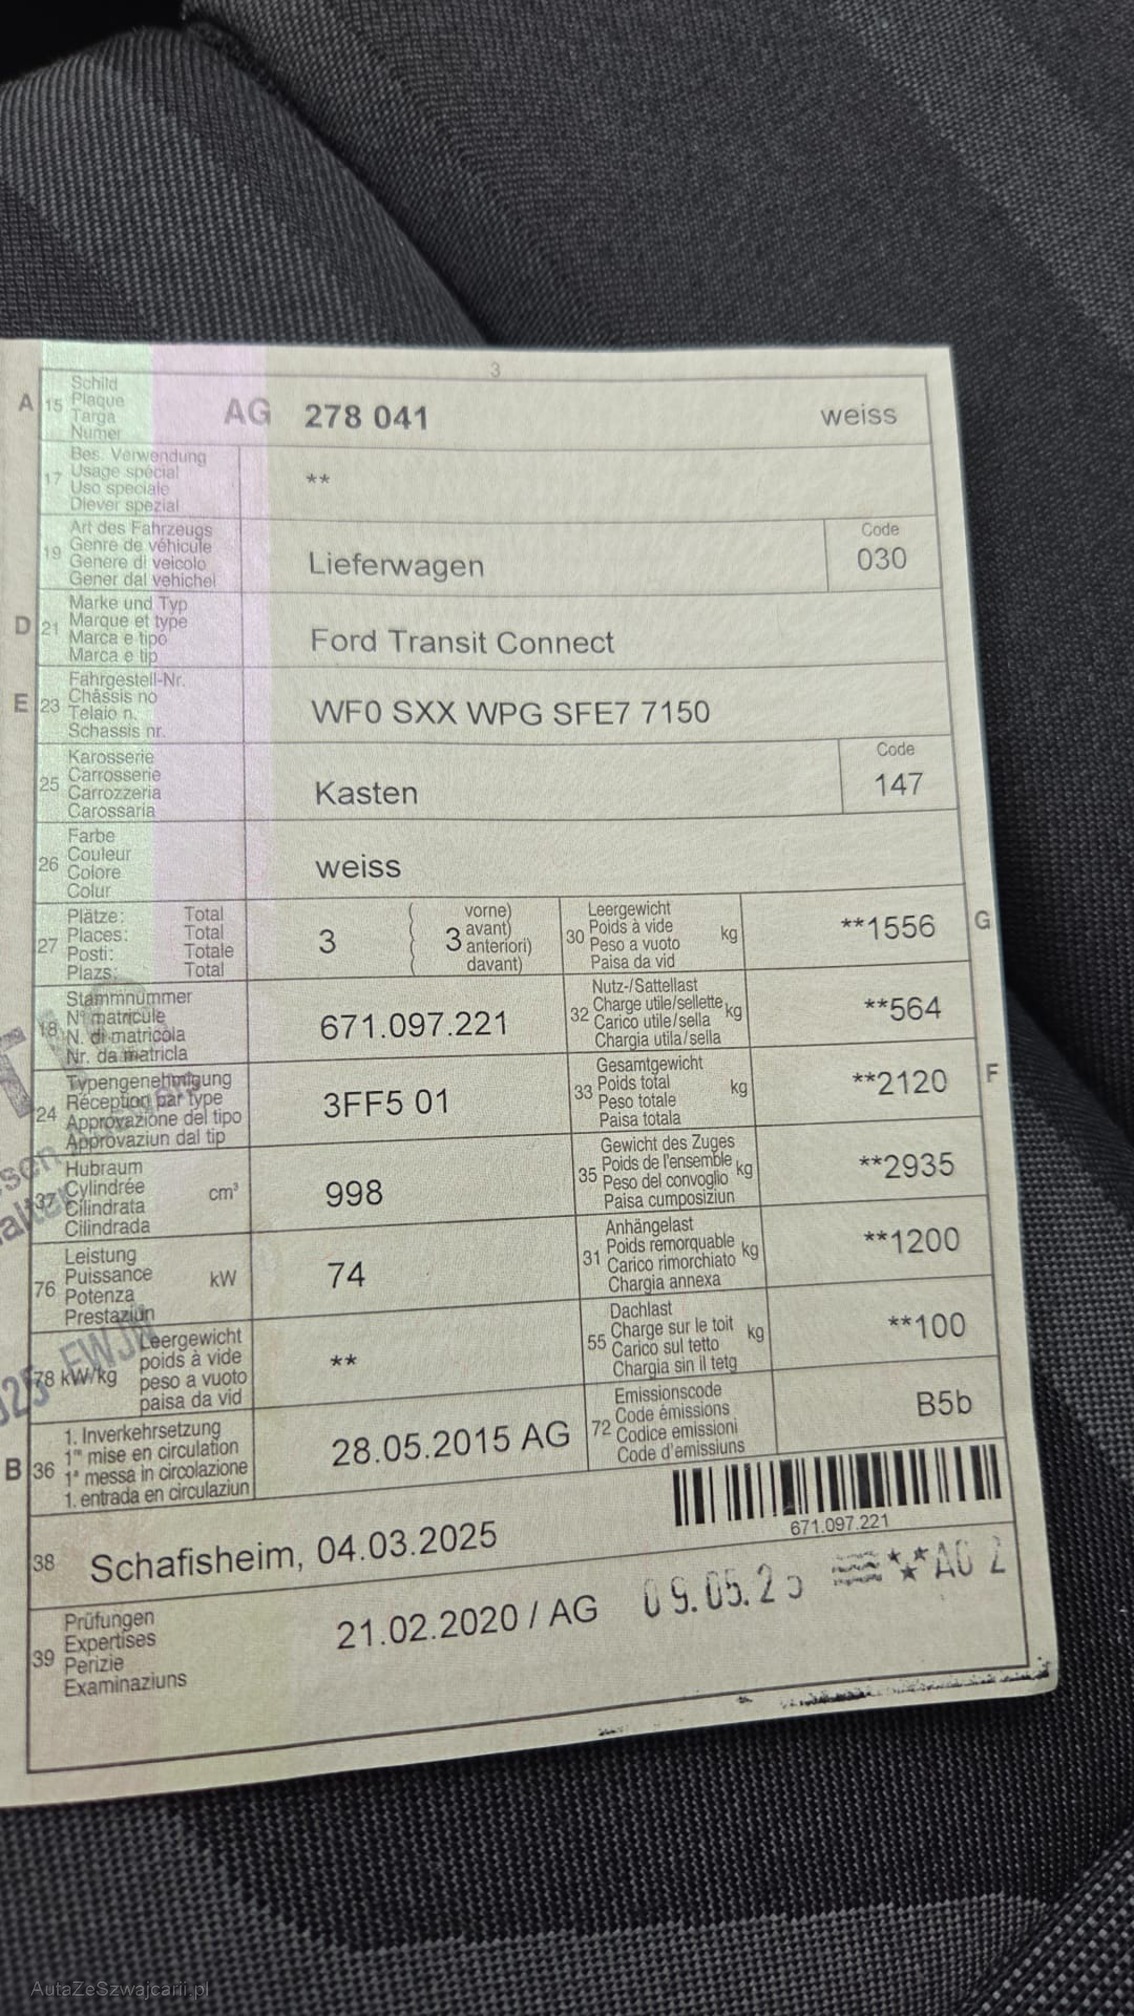 3
A 15 Schild
Plaque
Targa
Numer
AG 278 041 weiss
17 Bes. Verwendung
Usage spécial
Uso speciale
Diever spezial
**
19 Art des Fahrzeugs
Genre de véhicule
Genere di veicolo
Gener dal vehichel
Lieferwagen
Code
030
D 21 Marke und Typ
Marque et type
Marca e tipo
Marca e tip
Ford Transit Connect
E 23 Fahrgestell-Nr.
Châssis no
Telaio n.
Schassis nr.
WF0 SXX WPG SFE7 7150
25 Karosserie
Carrosserie
Carrozzeria
Carossaria
Kasten
Code
147
26 Farbe
Couleur
Colore
Colur
weiss
27 Plätze: Total
Places: Total
Posti: Totale
Plazs: Total
3
3 vorne)
avant)
anteriori)
davant)
30 Leergewicht
Poids à vide
Peso a vuoto
Paisa da vid
kg
**1556
G
18 Stammnummer
N° matricule
N. di matricola
Nr. da matricla
671.097.221
32 Nutz-/Sattellast
Charge utile/sellette
Carico utile/sella
Chargia utila/sella
kg
**564
24 Typengenehmigung
Réception par type
Approvazione del tipo
Approvaziun dal tip
3FF5 01
33 Gesamtgewicht
Poids total
Peso totale
Paisa totala
kg
**2120
F
37 Hubraum
Cylindrée
Cilindrata
Cilindrada
cm³
998
35 Gewicht des Zuges
Poids de l'ensemble
Peso del convoglio
Paisa cumposiziun
kg
**2935
76 Leistung
Puissance
Potenza
Prestaziun
kW
74
31 Anhängelast
Poids remorquable
Carico rimorchiato
Chargia annexa
kg
**1200
78 kW/kg Leergewicht
poids à vide
peso a vuoto
paisa da vid
**
55 Dachlast
Charge sur le toit
Carico sul tetto
Chargia sin il tetg
kg
**100
B 36 1. Inverkehrsetzung
1re mise en circulation
1a messa in circolazione
1. entrada en circulaziun
28.05.2015 AG
72 Emissionscode
Code émissions
Codice emissioni
Code d'emissiuns
B5b
671.097.221
38 Schafisheim, 04.03.2025
39 Prüfungen
Expertises
Perizie
Examinaziuns
21.02.2020 / AG
09.05.25
AG 2
AutaZeSzwajcarii.pl